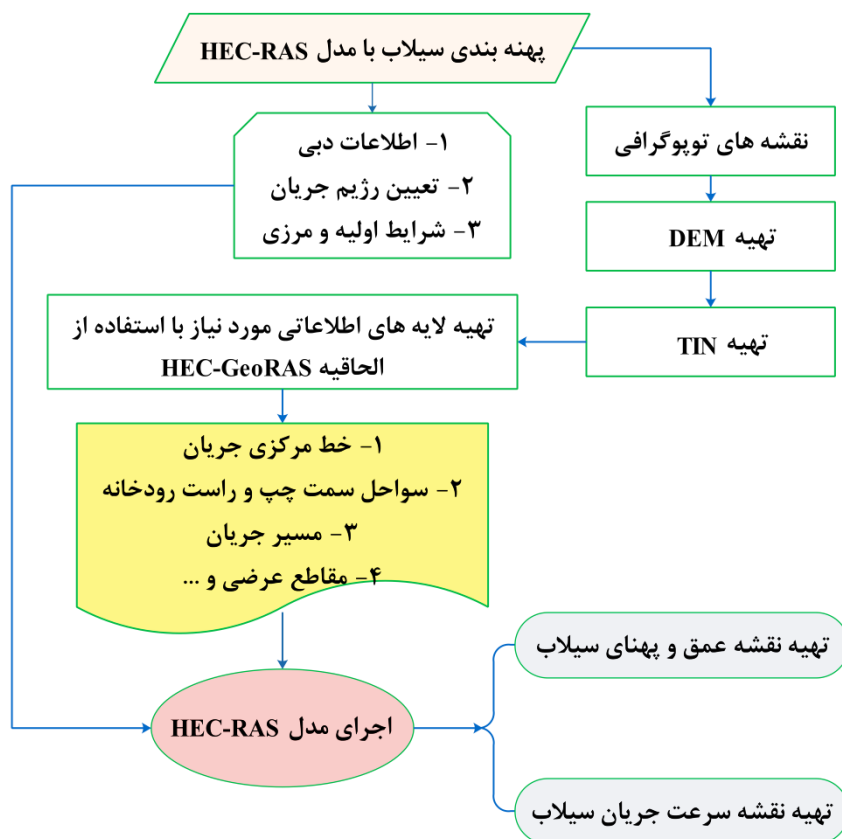 پهنه بندی سیلاب با مدل HEC-RAS
۱- اطلاعات دبی
۲- تعیین رژیم جریان
۳- شرایط اولیه و مرزی
نقشه های توپوگرافی
تهیه DEM
تهیه TIN
تهیه لایه های اطلاعاتی مورد نیاز با استفاده از
الحاقیه HEC-GeoRAS
۱- خط مرکزی جریان
۲- سواحل سمت چپ و راست رودخانه
۳- مسیر جریان
۴- مقاطع عرضی و ...
اجرای مدل HEC-RAS
تهیه نقشه عمق و پهنای سیلاب
تهیه نقشه سرعت جریان سیلاب